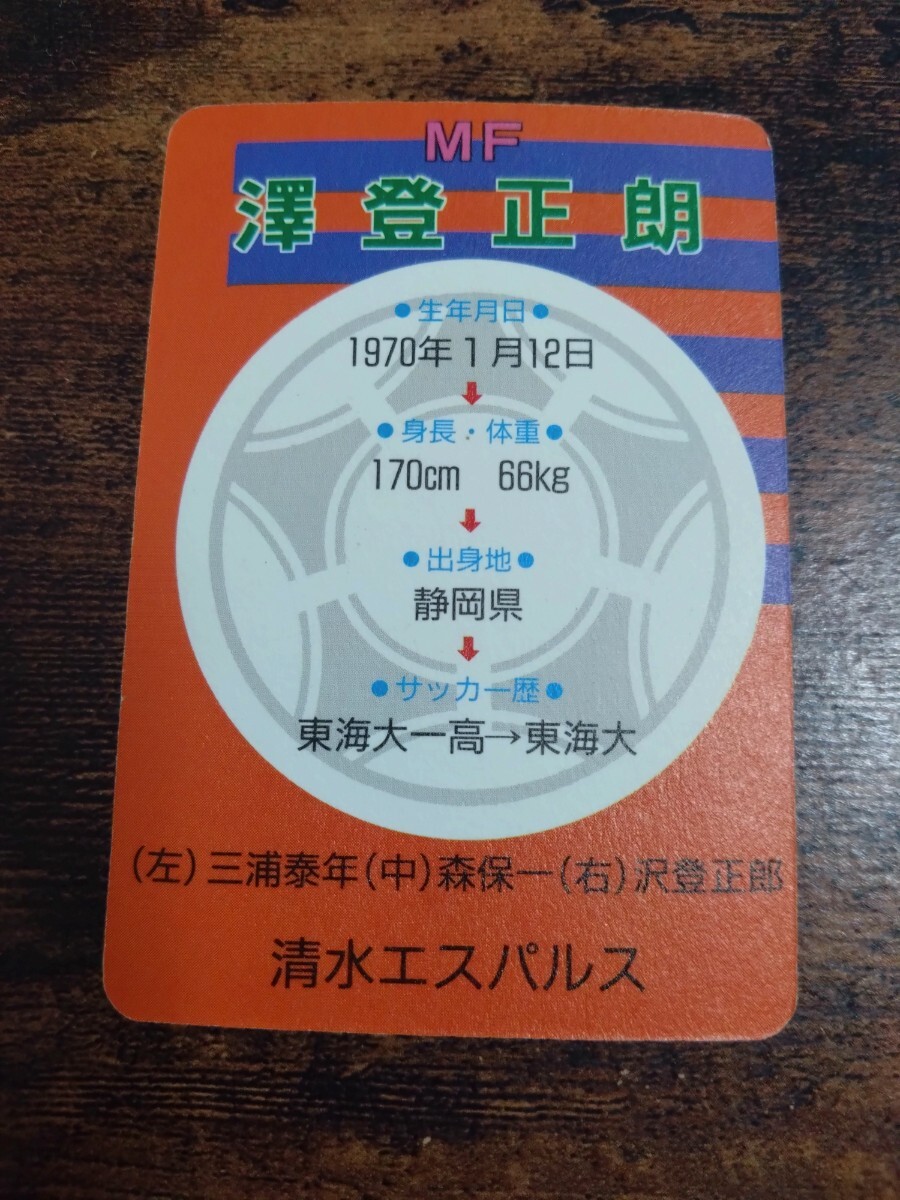 MF
澤登正朗
●生年月日●
1970年1月12日
●身長・体重●
170cm 66kg
●出身地●
静岡県
●サッカー歴●
東海大一高→東海大
(左)三浦泰年(中)森保一(右)沢登正郎
清水エスパルス